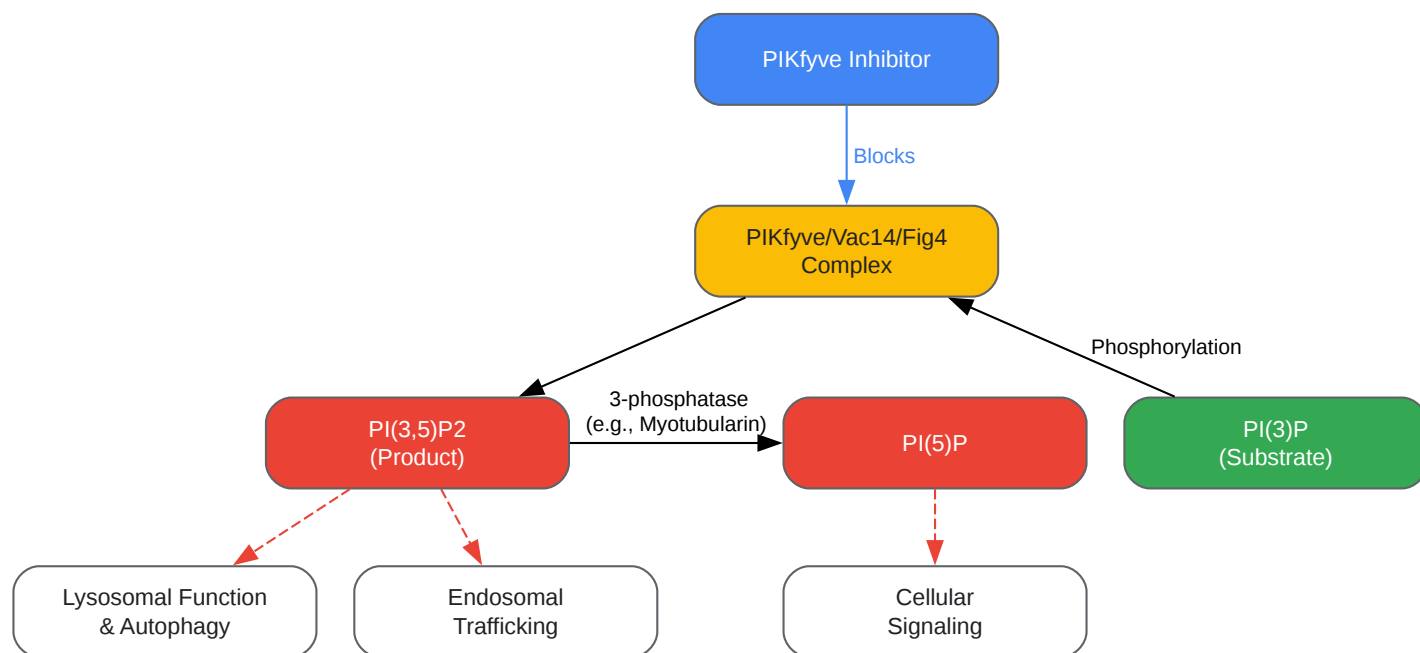 PIKfyve Inhibitor
Blocks
PIKfyve/Vac14/Fig4
Complex
Phosphorylation
3-phosphatase
(e.g., Myotubularin)
PI(3,5)P2
(Product)
PI(5)P
PI(3)P
(Substrate)
Lysosomal Function
& Autophagy
Endosomal
Trafficking
Cellular
Signaling